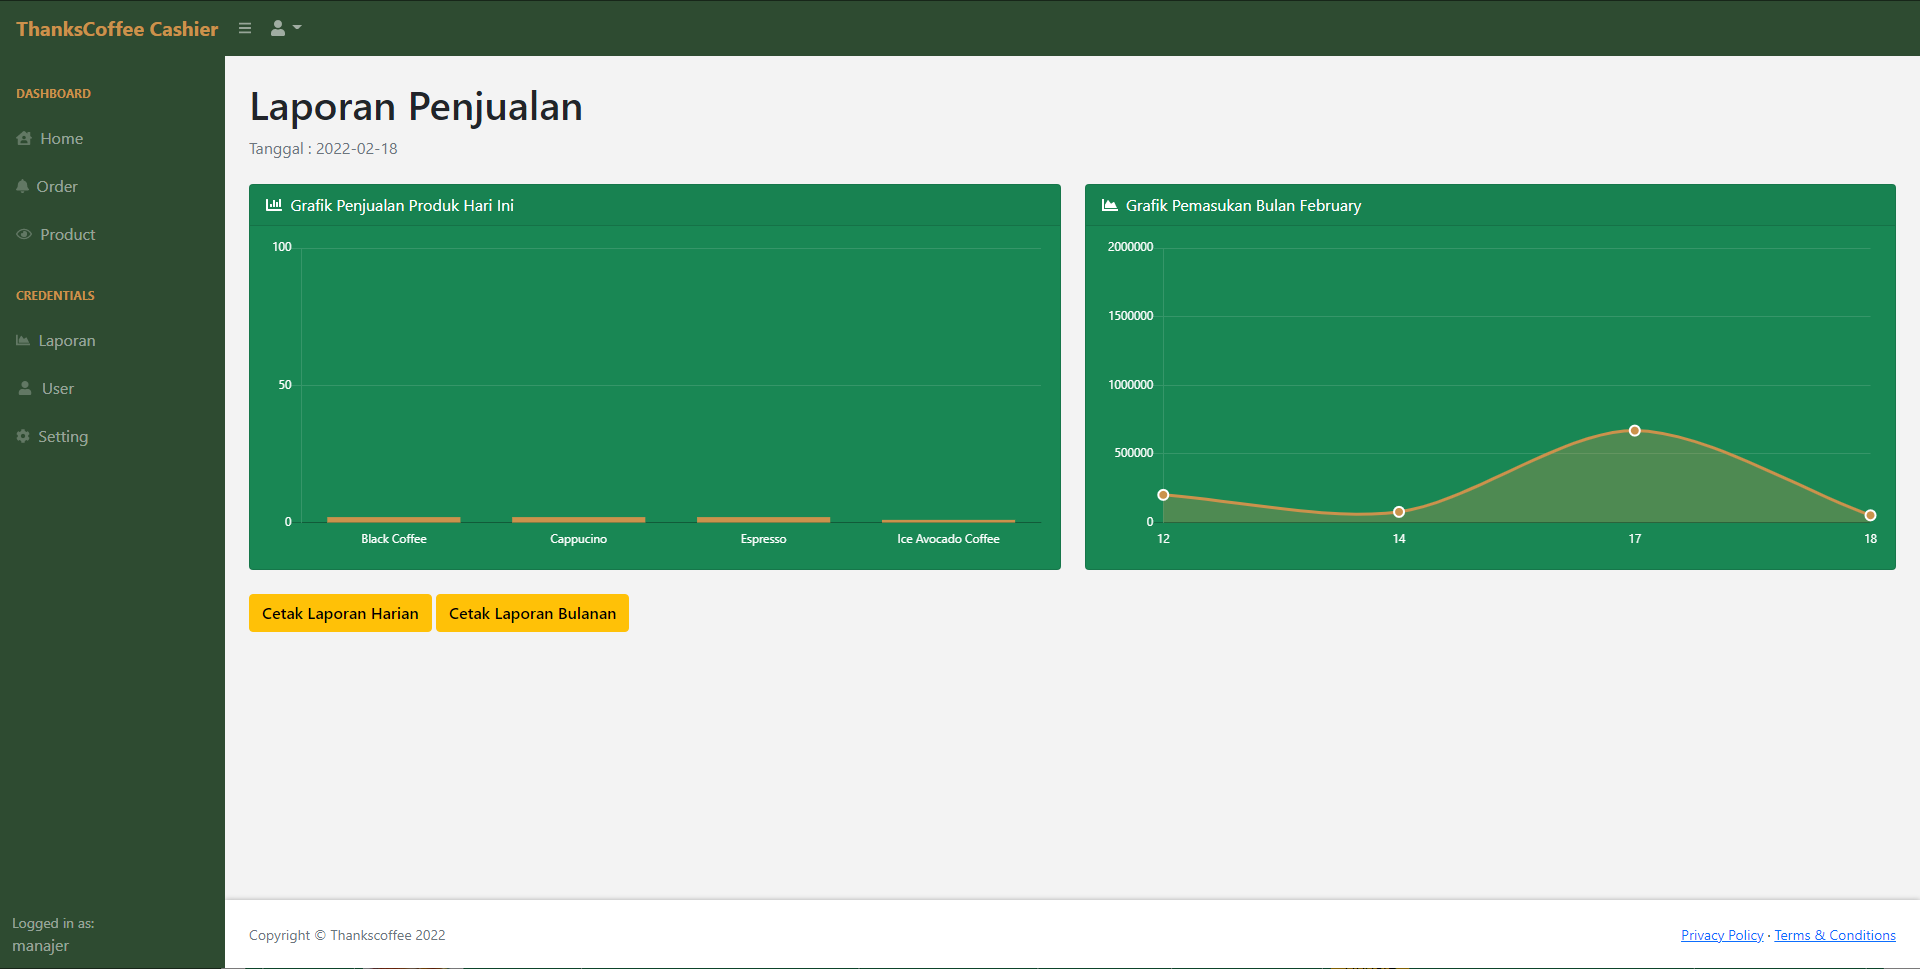 ThanksCoffee Cashier
DASHBOARD
Home
Order
Product
CREDENTIALS
Laporan
User
Setting
Logged in as:
manajer
Laporan Penjualan
Tanggal : 2022-02-18
Grafik Penjualan Produk Hari Ini
100
50
0
Black Coffee Cappucino Espresso Ice Avocado Coffee
Grafik Pemasukan Bulan February
2000000
1500000
1000000
500000
0
12 14 17 18
Cetak Laporan Harian Cetak Laporan Bulanan
Copyright © Thankscoffee 2022 Privacy Policy · Terms & Conditions